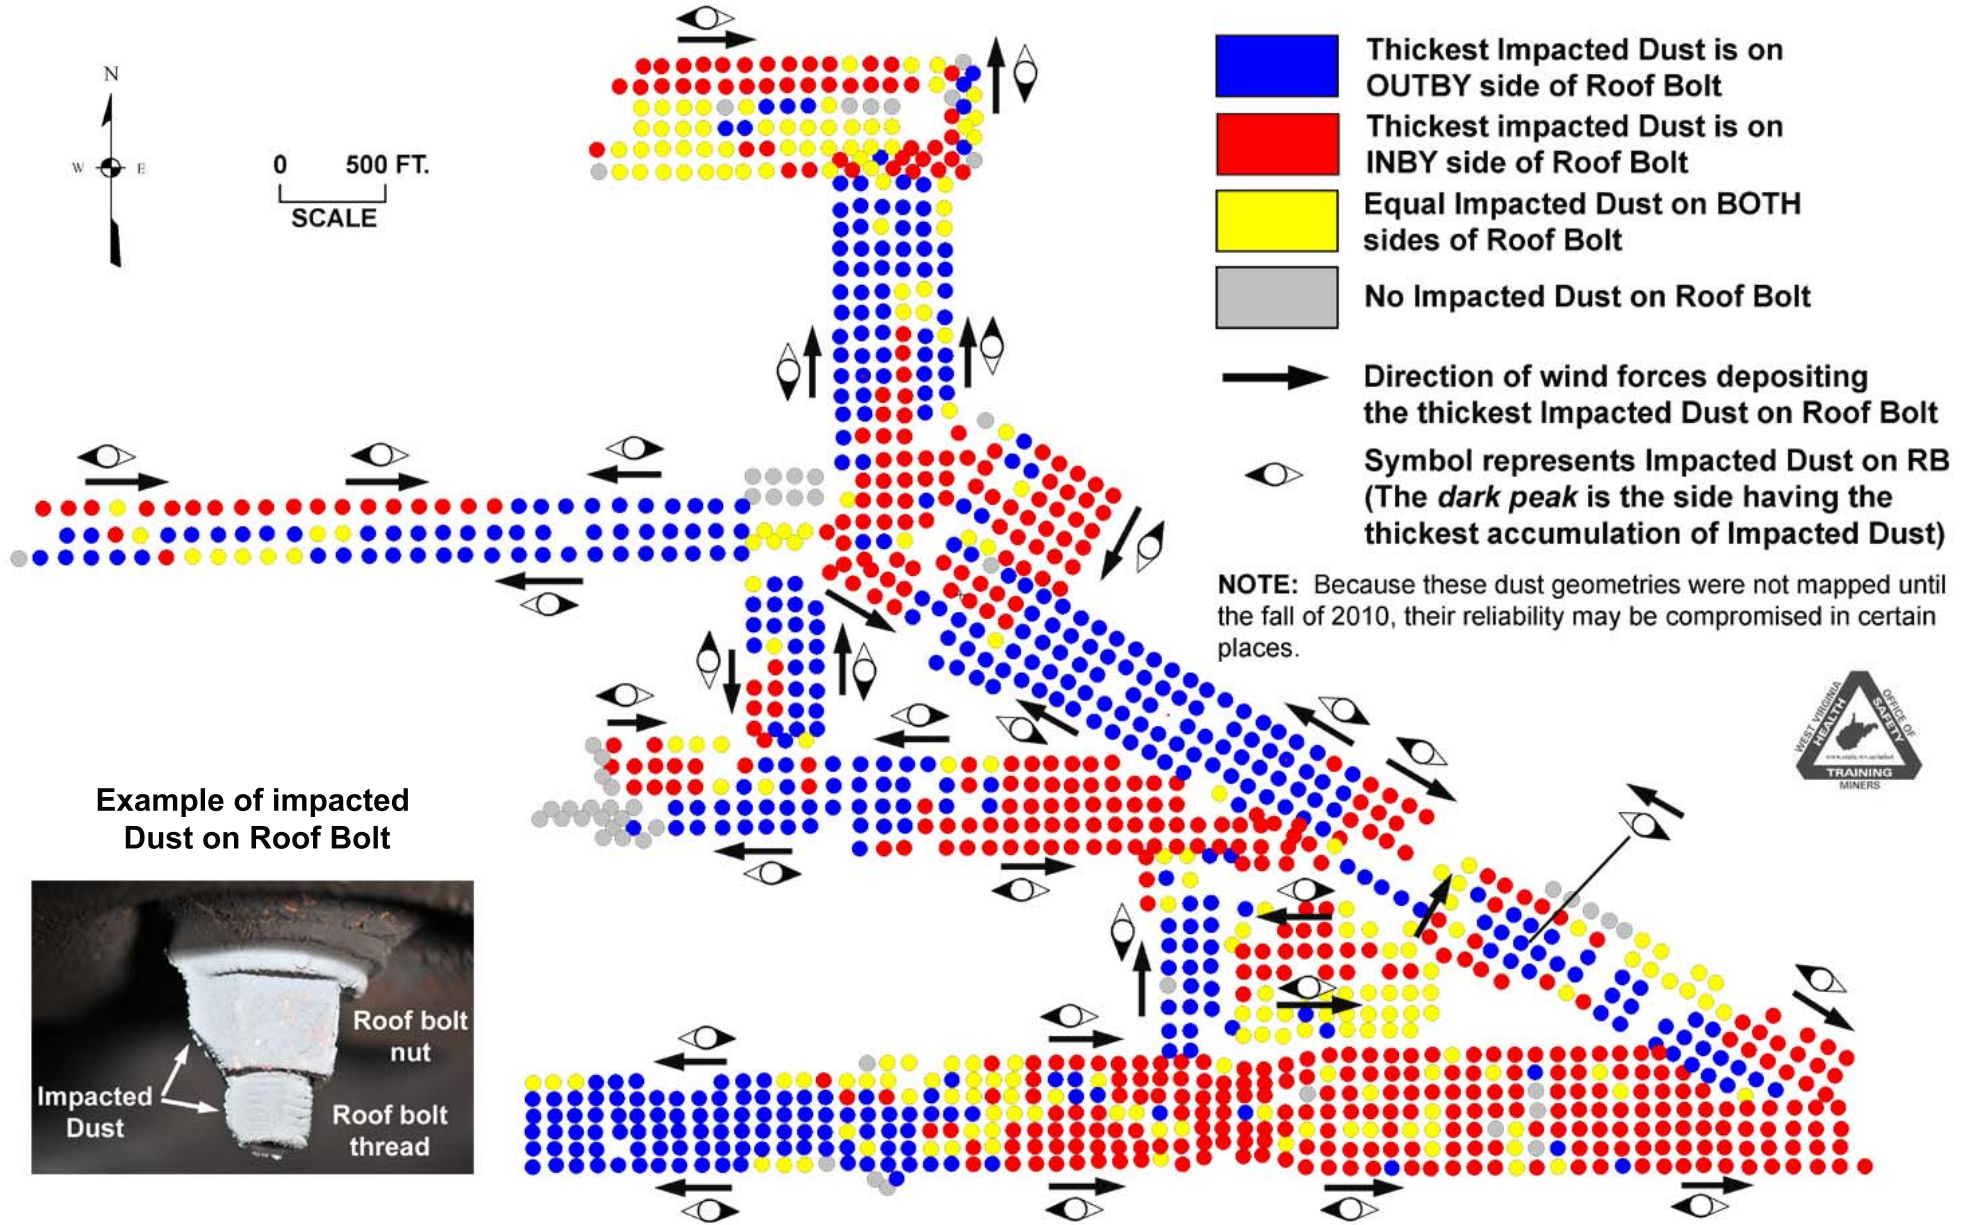 N
W
E
0 500 FT.
SCALE
Thickest Impacted Dust is on
OUTBY side of Roof Bolt
Thickest impacted Dust is on
INBY side of Roof Bolt
Equal Impacted Dust on BOTH
sides of Roof Bolt
No Impacted Dust on Roof Bolt
Direction of wind forces depositing
the thickest Impacted Dust on Roof Bolt
Symbol represents Impacted Dust on RB
(The dark peak is the side having the
thickest accumulation of Impacted Dust)
NOTE: Because these dust geometries were not mapped until
the fall of 2010, their reliability may be compromised in certain
places.
WEST VIRGINIA
OFFICE OF
HEALTH
SAFETY
TRAINING
MINERS
Example of impacted
Dust on Roof Bolt
Roof bolt
nut
Impacted
Dust
Roof bolt
thread